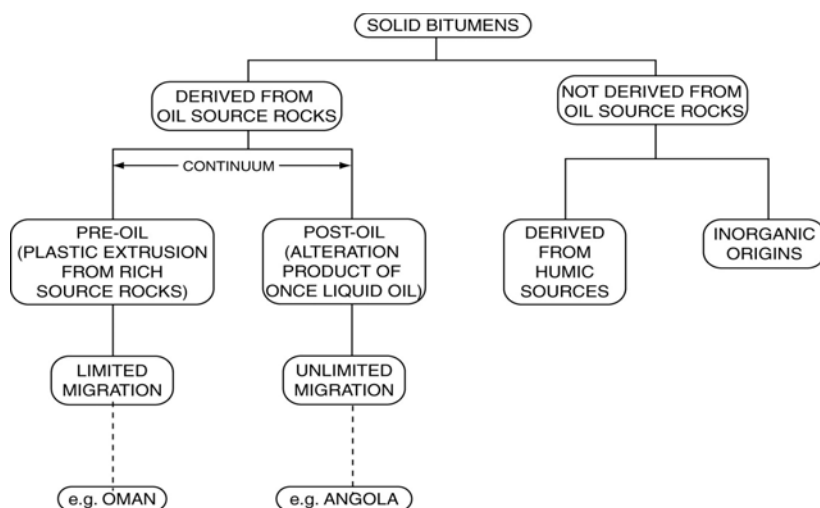 SOLID BITUMENS
DERIVED FROM
OIL SOURCE ROCKS
NOT DERIVED FROM
OIL SOURCE ROCKS
CONTINUUM
PRE-OIL
(PLASTIC EXTRUSION
FROM RICH
SOURCE ROCKS)
POST-OIL
(ALTERATION
PRODUCT OF
ONCE LIQUID OIL)
DERIVED
FROM
HUMIC
SOURCES
INORGANIC
ORIGINS
LIMITED
MIGRATION
UNLIMITED
MIGRATION
e.g. OMAN
e.g. ANGOLA